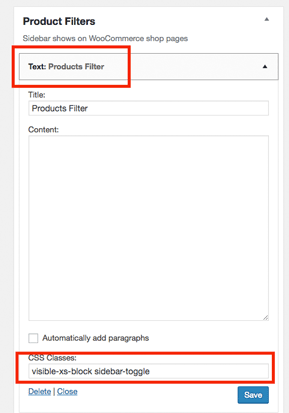 Product Filters
Sidebar shows on WooCommerce shop pages
Text: Products Filter
Title:
Products Filter
Content:
Automatically add paragraphs
CSS Classes:
visible-xs-block sidebar-toggle
Delete | Close
Save